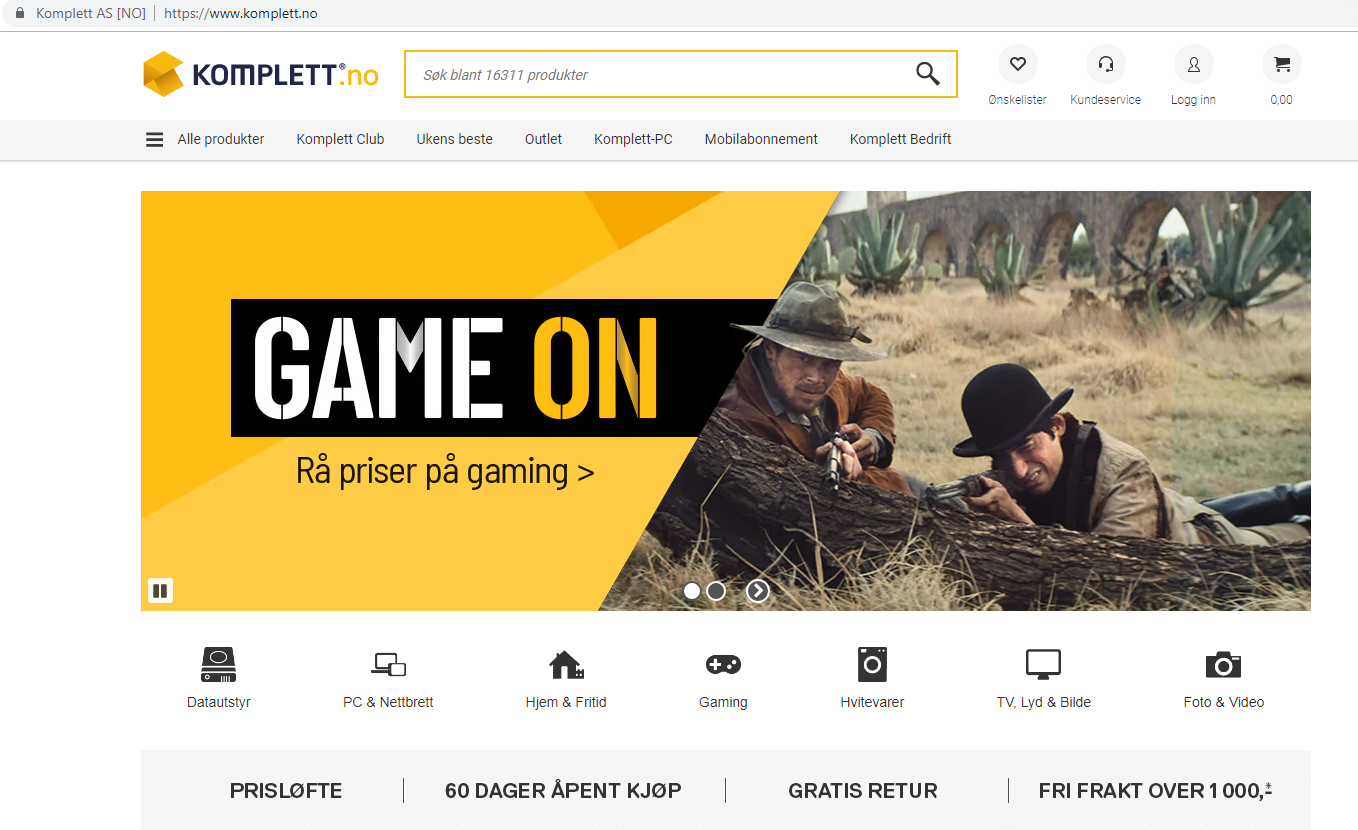 Komplett AS [NO] | https://www.komplett.no
KOMPLETT®.no
Søk blant 16311 produkter
Ønskelister
Kundeservice
Logg inn
0,00
Alle produkter
Komplett Club
Ukens beste
Outlet
Komplett-PC
Mobilabonnement
Komplett Bedrift
GAME ON
Rå priser på gaming >
Datautstyr
PC & Nettbrett
Hjem & Fritid
Gaming
Hvitevarer
TV, Lyd & Bilde
Foto & Video
PRISLØFTE
60 DAGER ÅPENT KJØP
GRATIS RETUR
FRI FRAKT OVER 1 000,-*